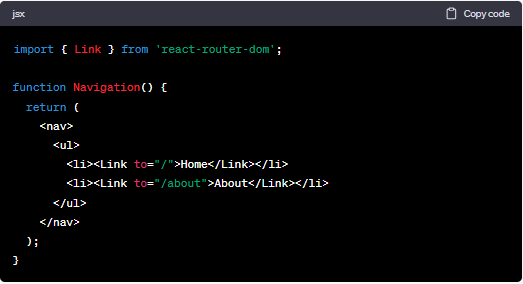 jsx Copy code
import { Link } from 'react-router-dom';
function Navigation() {
return (
<nav>
<ul>
<li><Link to="/">Home</Link></li>
<li><Link to="/about">About</Link></li>
</ul>
</nav>
);
}